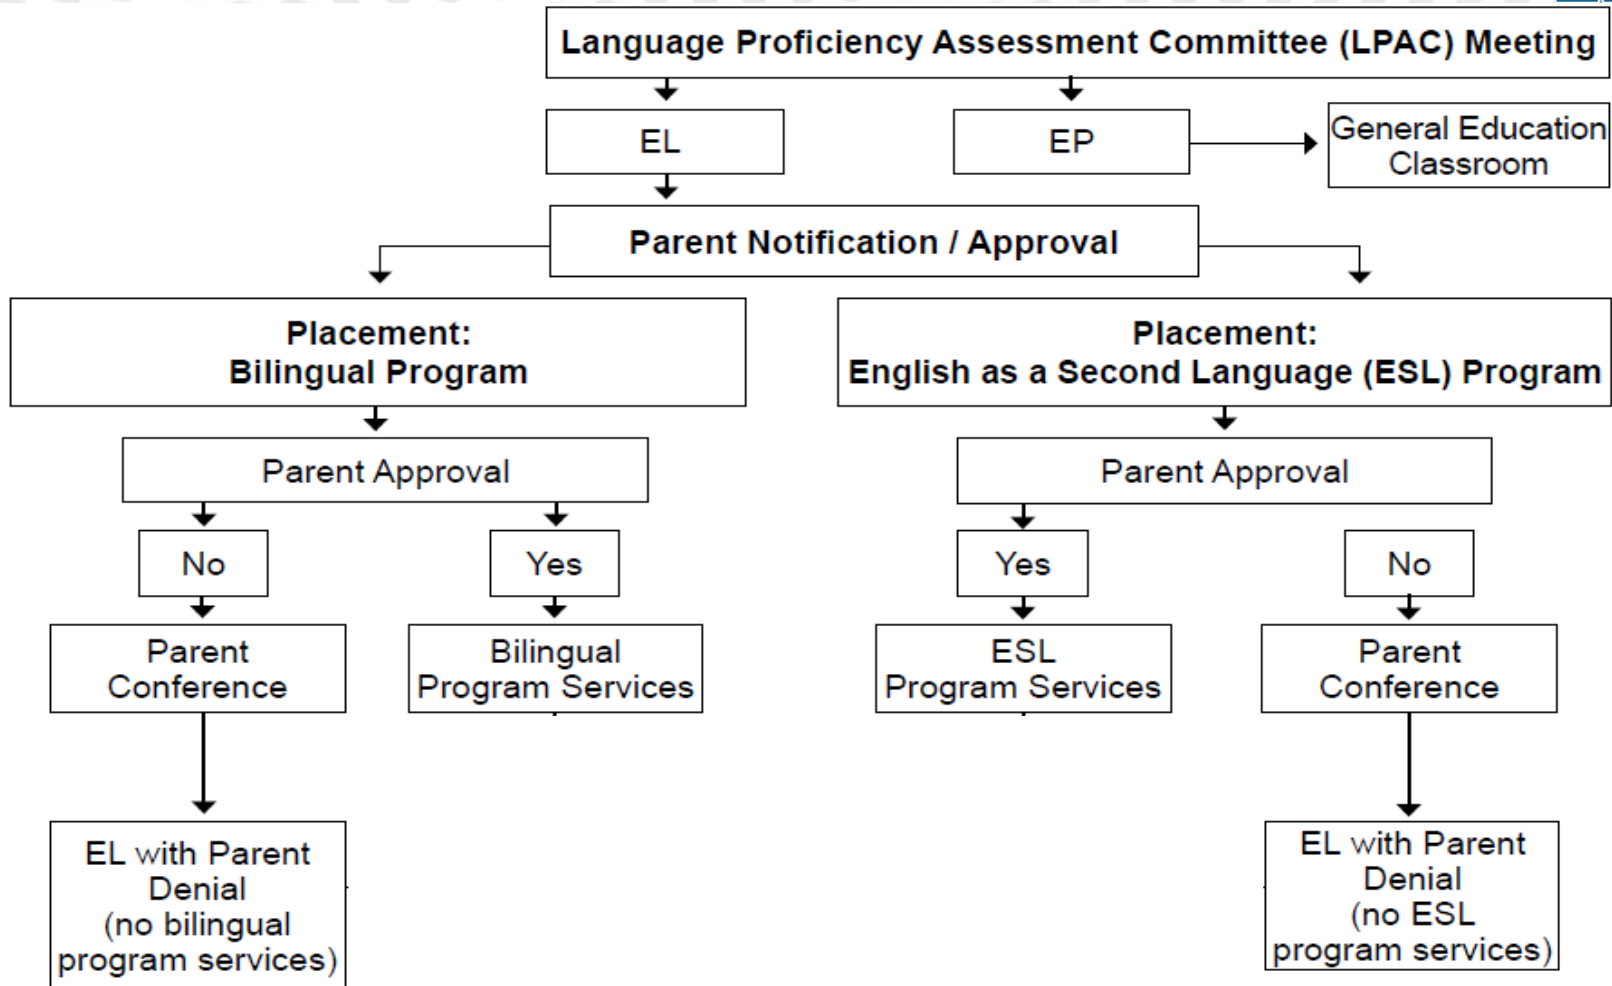 Language Proficiency Assessment Committee (LPAC) Meeting
EL
EP
General Education
Classroom
Parent Notification / Approval
Placement:
Bilingual Program
Placement:
English as a Second Language (ESL) Program
Parent Approval
Parent Approval
No
Yes
Yes
No
Parent
Conference
Bilingual
Program Services
ESL
Program Services
Parent
Conference
EL with Parent
Denial
(no bilingual
program services)
EL with Parent
Denial
(no ESL
program services)